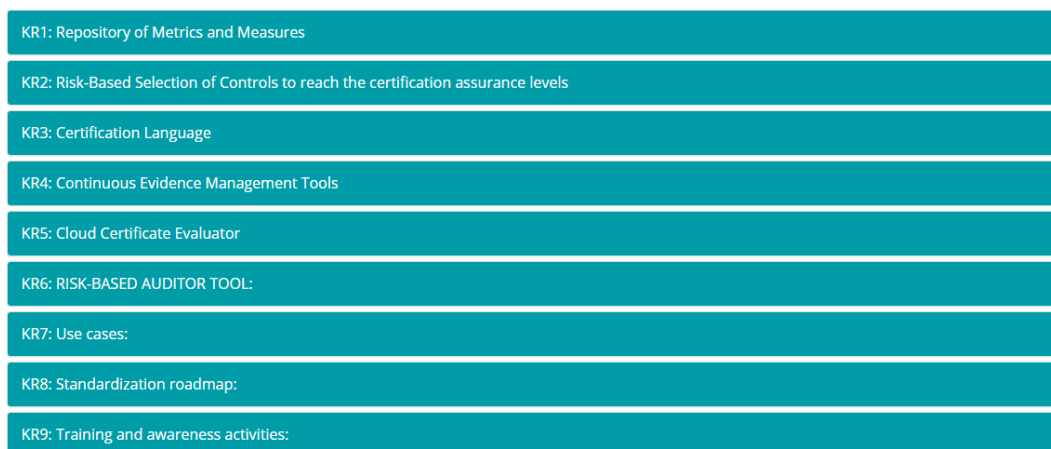 KR1: Repository of Metrics and Measures
KR2: Risk-Based Selection of Controls to reach the certification assurance levels
KR3: Certification Language
KR4: Continuous Evidence Management Tools
KR5: Cloud Certificate Evaluator
KR6: RISK-BASED AUDITOR TOOL:
KR7: Use cases:
KR8: Standardization roadmap:
KR9: Training and awareness activities: